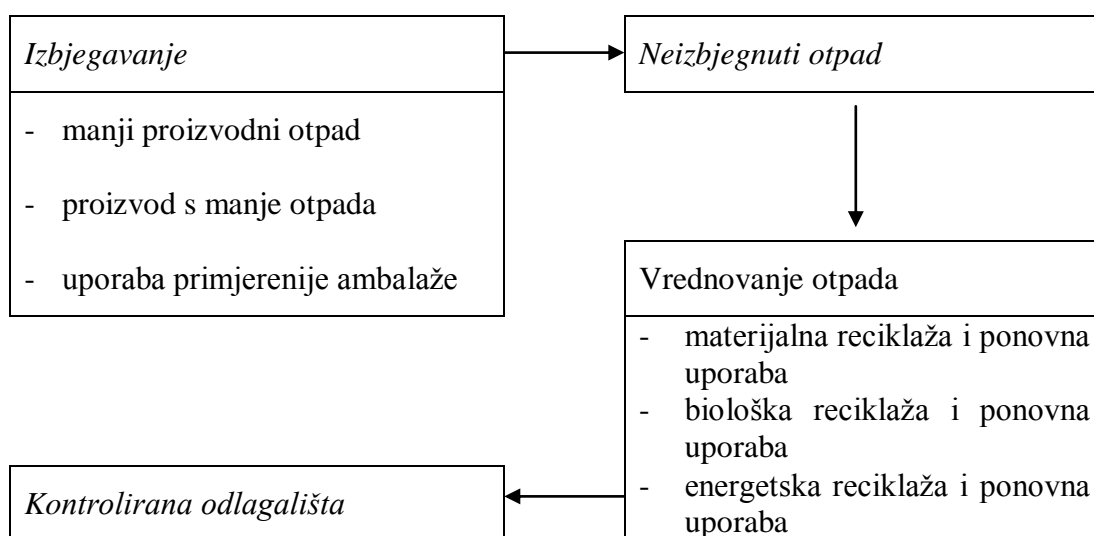 Izbjegavanje
- manji proizvodni otpad
- proizvod s manje otpada
- uporaba primjerenije ambalaže
Neizbjegnuti otpad
Vrednovanje otpada
- materijalna reciklaža i ponovna
uporaba
- biološka reciklaža i ponovna
uporaba
- energetska reciklaža i ponovna
uporaba
Kontrolirana odlagališta